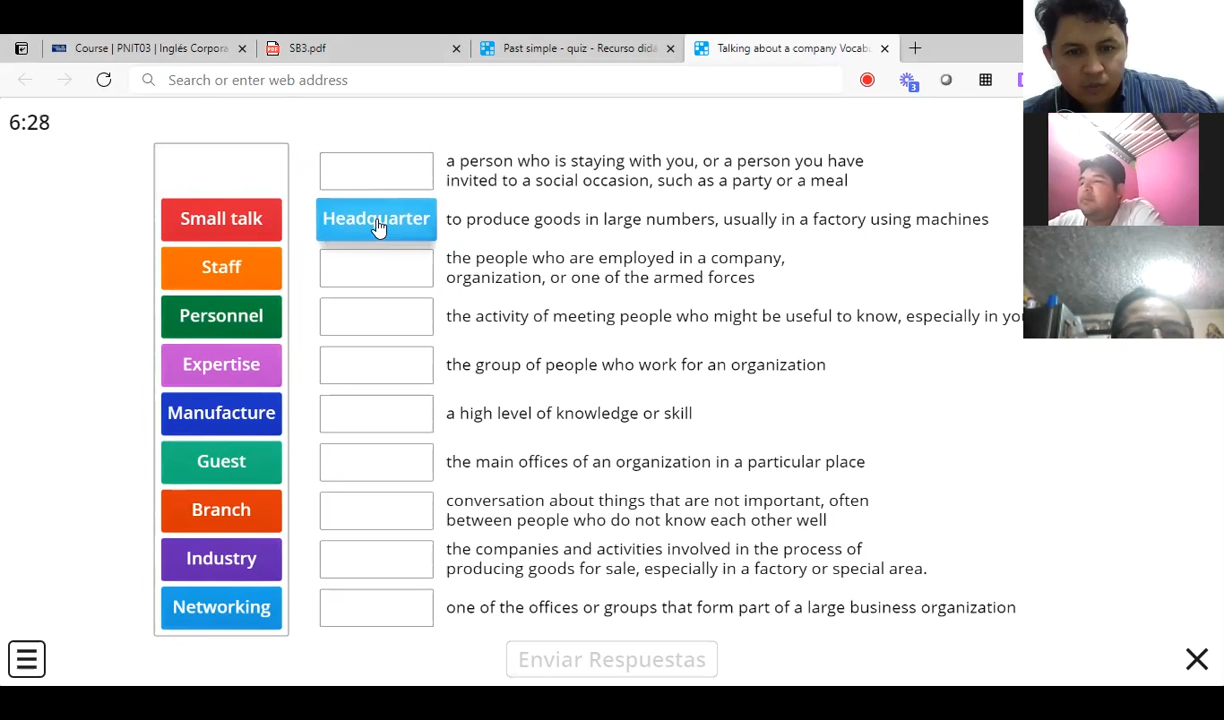 Course | PNIT03 | Inglés Corpora
SB3.pdf
Past simple - quiz - Recurso did
Talking about a company Vocab
Search or enter web address
3
6:28
a person who is staying with you, or a person you have
invited to a social occasion, such as a party or a meal
Small talk
Headquarter
to produce goods in large numbers, usually in a factory using machines
Staff
the people who are employed in a company,
organization, or one of the armed forces
Personnel
the activity of meeting people who might be useful to know, especially in you
Expertise
the group of people who work for an organization
Manufacture
a high level of knowledge or skill
Guest
the main offices of an organization in a particular place
Branch
conversation about things that are not important, often
between people who do not know each other well
Industry
the companies and activities involved in the process of
producing goods for sale, especially in a factory or special area.
Networking
one of the offices or groups that form part of a large business organization
Enviar Respuestas